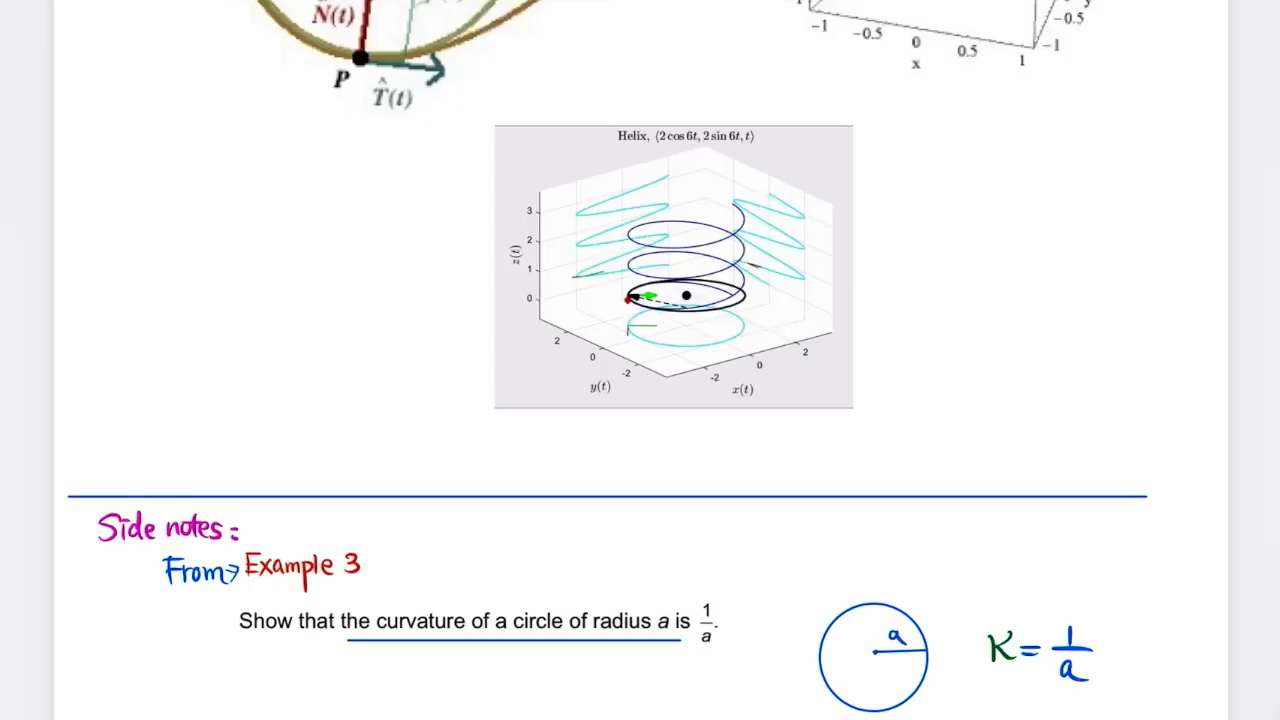 N(t)
P
T̂(t)
-1
-0.5
0
0.5
1
x
-1
-0.5
y
Helix, ⟨2 cos 6t, 2 sin 6t, t⟩
3
2
1
0
z(t)
2
0
-2
y(t)
-2
0
2
x(t)
Side notes:
From → Example 3
Show that the curvature of a circle of radius a is 1/a.
a
K = 1/a